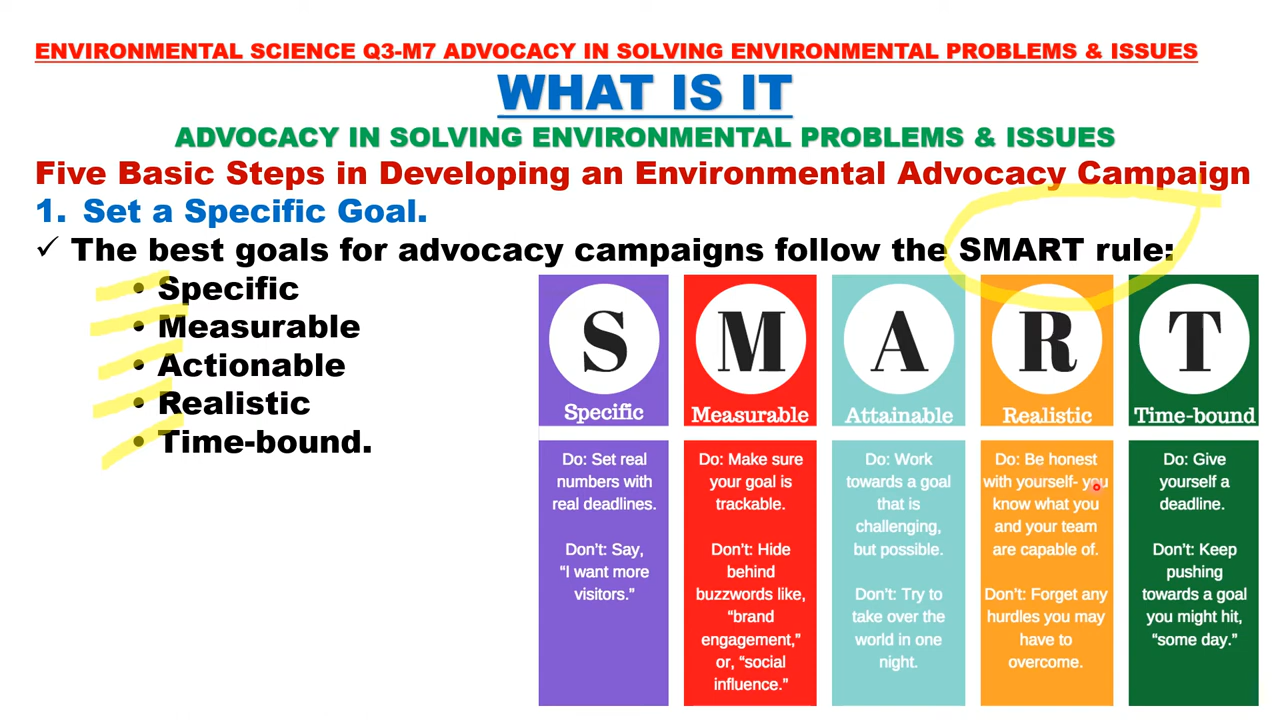 ENVIRONMENTAL SCIENCE Q3-M7 ADVOCACY IN SOLVING ENVIRONMENTAL PROBLEMS & ISSUES
WHAT IS IT
ADVOCACY IN SOLVING ENVIRONMENTAL PROBLEMS & ISSUES
Five Basic Steps in Developing an Environmental Advocacy Campaign
1. Set a Specific Goal.
✓ The best goals for advocacy campaigns follow the SMART rule:
• Specific
• Measurable
• Actionable
• Realistic
• Time-bound.
S
Specific
Do: Set real
numbers with
real deadlines.
Don't: Say,
“I want more
visitors.”
M
Measurable
Do: Make sure
your goal is
trackable.
Don't: Hide
behind
buzzwords like,
“brand
engagement,”
or, “social
influence.”
A
Attainable
Do: Work
towards a goal
that is
challenging,
but possible.
Don't: Try to
take over the
world in one
night.
R
Realistic
Do: Be honest
with yourself- you
know what you
and your team
are capable of.
Don't: Forget any
hurdles you may
have to
overcome.
T
Time-bound
Do: Give
yourself a
deadline.
Don't: Keep
pushing
towards a goal
you might hit,
“some day.”